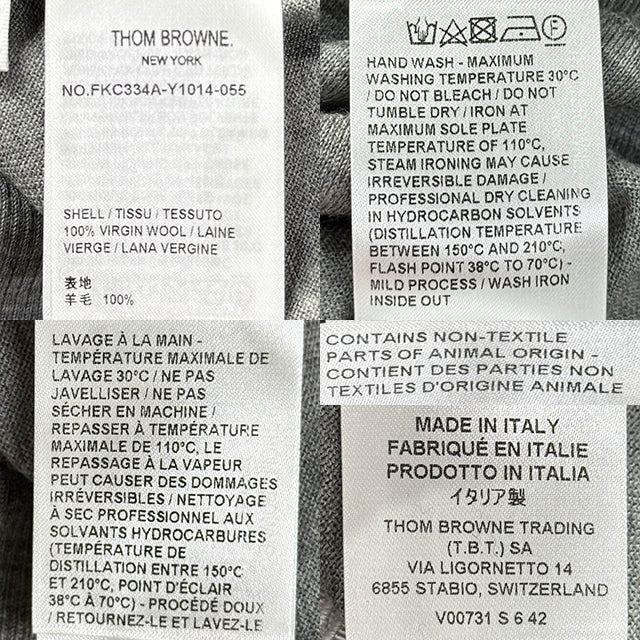 THOM BROWNE.
NEW YORK
NO.FKC334A-Y1014-055
SHELL / TISSU / TESSUTO
100% VIRGIN WOOL / LAINE
VIERGE / LANA VERGINE
表地
羊毛 100%
HAND WASH - MAXIMUM
WASHING TEMPERATURE 30°C
/ DO NOT BLEACH / DO NOT
TUMBLE DRY / IRON AT
MAXIMUM SOLE PLATE
TEMPERATURE OF 110°C,
STEAM IRONING MAY CAUSE
IRREVERSIBLE DAMAGE /
PROFESSIONAL DRY CLEANING
IN HYDROCARBON SOLVENTS
(DISTILLATION TEMPERATURE
BETWEEN 150°C AND 210°C,
FLASH POINT 38°C TO 70°C) -
MILD PROCESS / WASH IRON
INSIDE OUT
LAVAGE À LA MAIN -
TEMPÉRATURE MAXIMALE DE
LAVAGE 30°C / NE PAS
JAVELLISER / NE PAS
SÉCHER EN MACHINE /
REPASSER À TEMPÉRATURE
MAXIMALE DE 110°C, LE
REPASSAGE À LA VAPEUR
PEUT CAUSER DES DOMMAGES
IRRÉVERSIBLES / NETTOYAGE
À SEC PROFESSIONNEL AUX
SOLVANTS HYDROCARBURES
(TEMPÉRATURE DE
DISTILLATION ENTRE 150°C
ET 210°C, POINT D'ÉCLAIR
38°C À 70°C) - PROCÉDÉ DOUX
/ RETOURNEZ-LE ET LAVEZ-LE
CONTAINS NON-TEXTILE
PARTS OF ANIMAL ORIGIN -
CONTIENT DES PARTIES NON
TEXTILES D'ORIGINE ANIMALE
MADE IN ITALY
FABRIQUÉ EN ITALIE
PRODOTTO IN ITALIA
イタリア製
THOM BROWNE TRADING
(T.B.T.) SA
VIA LIGORNETTO 14
6855 STABIO, SWITZERLAND
V00731 S 6 42